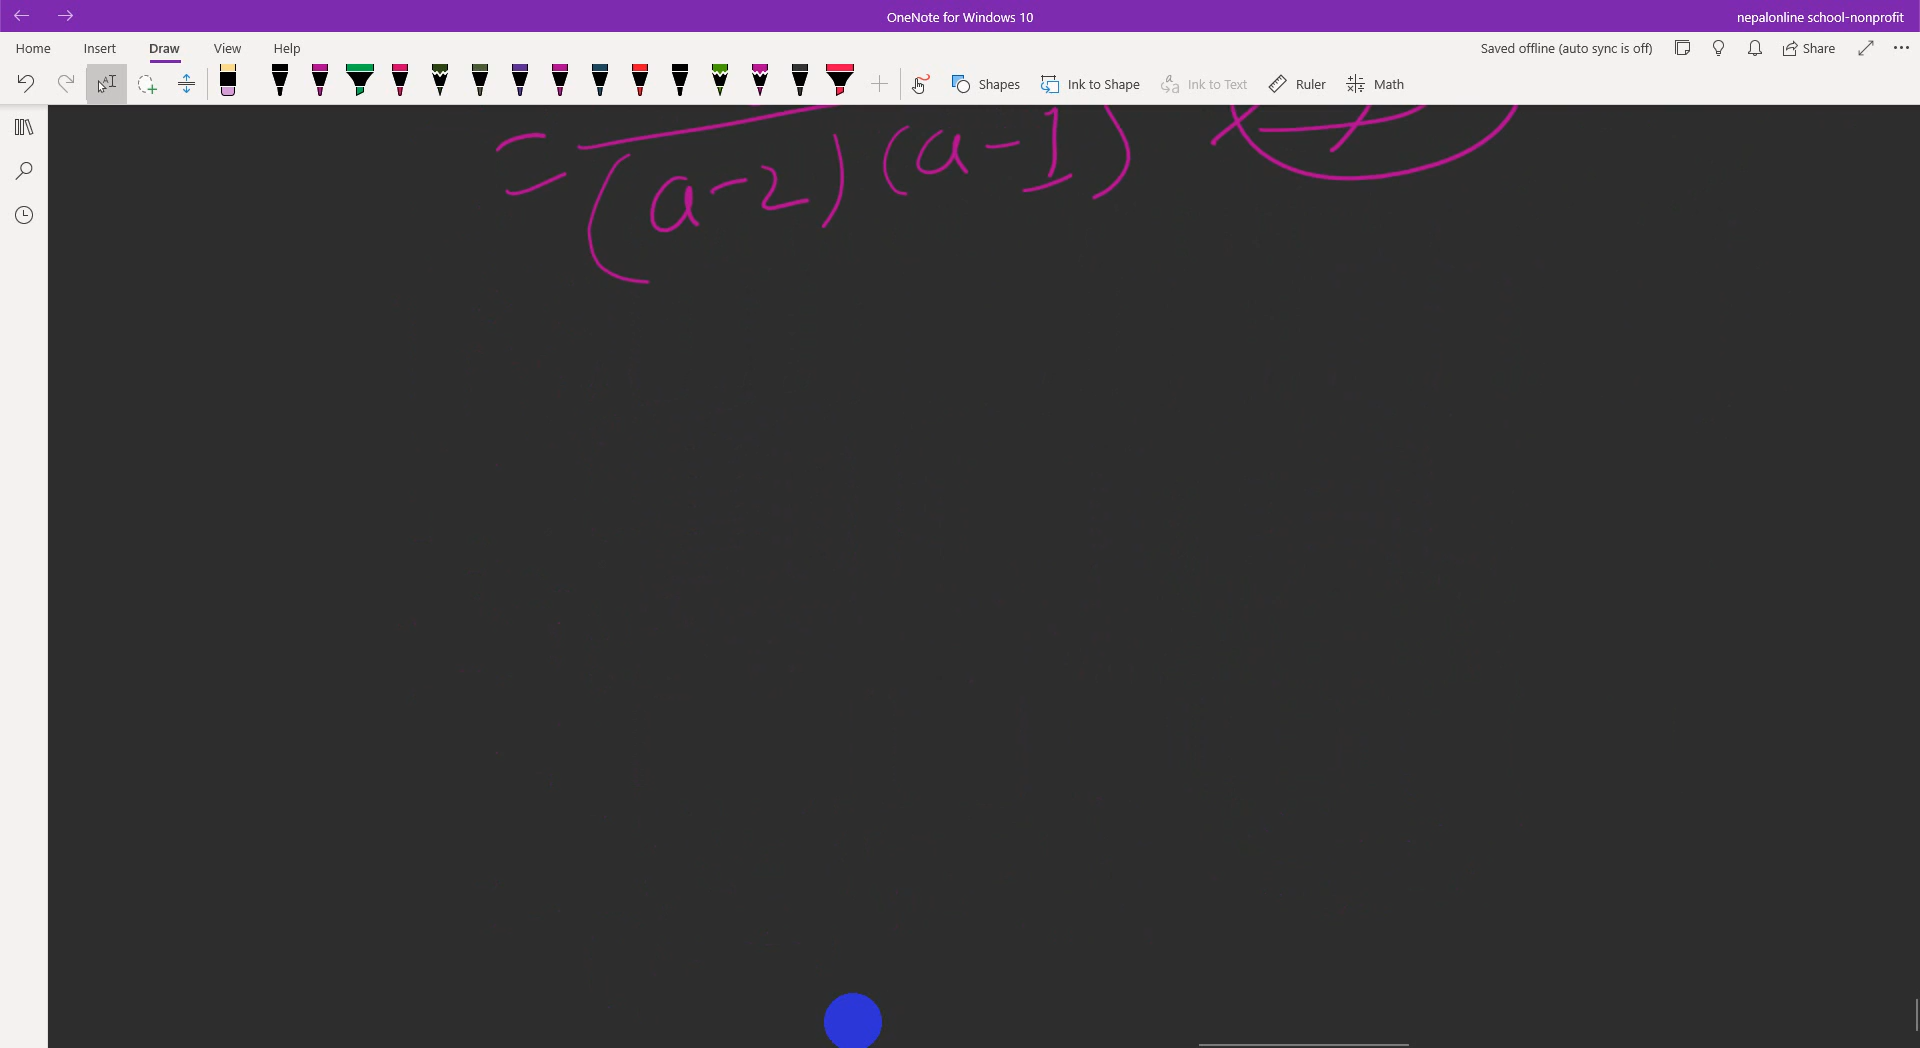 OneNote for Windows 10
nepalonline school-nonprofit
Home Insert Draw View Help
Saved offline (auto sync is off) Share
Shapes Ink to Shape Ink to Text Ruler Math
= (a-2) (a-1)